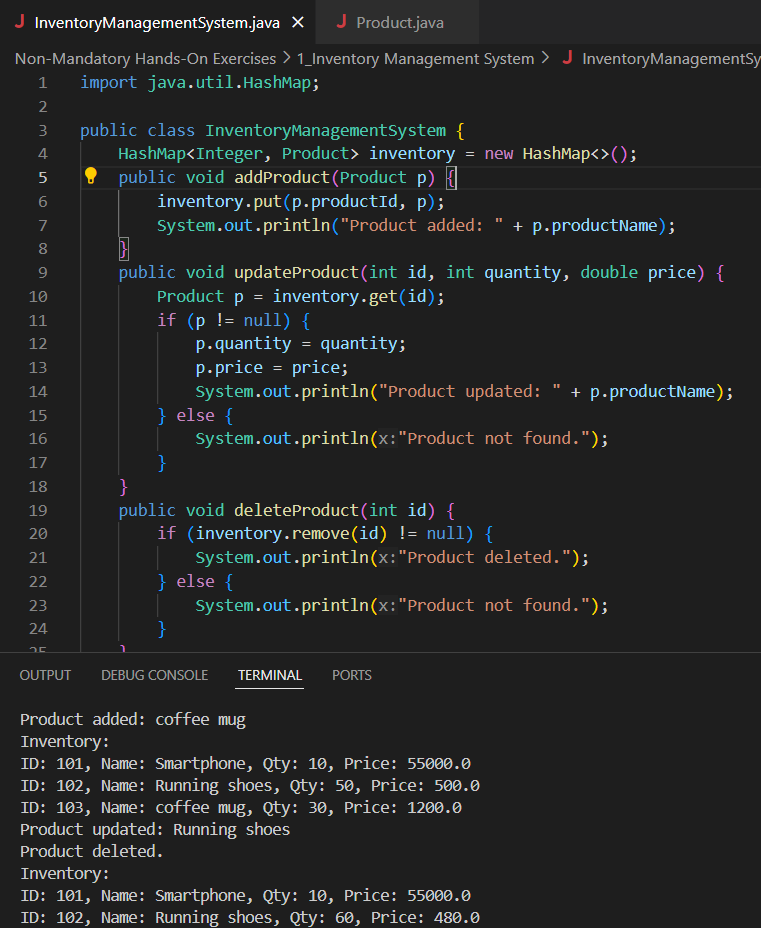 J InventoryManagementSystem.java × J Product.java
Non-Mandatory Hands-On Exercises > 1_Inventory Management System > J InventoryManagementSy
1 import java.util.HashMap;
2
3 public class InventoryManagementSystem {
4 HashMap<Integer, Product> inventory = new HashMap<>();
5 public void addProduct(Product p) {
6 inventory.put(p.productId, p);
7 System.out.println("Product added: " + p.productName);
8 }
9 public void updateProduct(int id, int quantity, double price) {
10 Product p = inventory.get(id);
11 if (p != null) {
12 p.quantity = quantity;
13 p.price = price;
14 System.out.println("Product updated: " + p.productName);
15 } else {
16 System.out.println(x:"Product not found.");
17 }
18 }
19 public void deleteProduct(int id) {
20 if (inventory.remove(id) != null) {
21 System.out.println(x:"Product deleted.");
22 } else {
23 System.out.println(x:"Product not found.");
24 }
25 }
OUTPUT DEBUG CONSOLE TERMINAL PORTS
Product added: coffee mug
Inventory:
ID: 101, Name: Smartphone, Qty: 10, Price: 55000.0
ID: 102, Name: Running shoes, Qty: 50, Price: 500.0
ID: 103, Name: coffee mug, Qty: 30, Price: 1200.0
Product updated: Running shoes
Product deleted.
Inventory:
ID: 101, Name: Smartphone, Qty: 10, Price: 55000.0
ID: 102, Name: Running shoes, Qty: 60, Price: 480.0